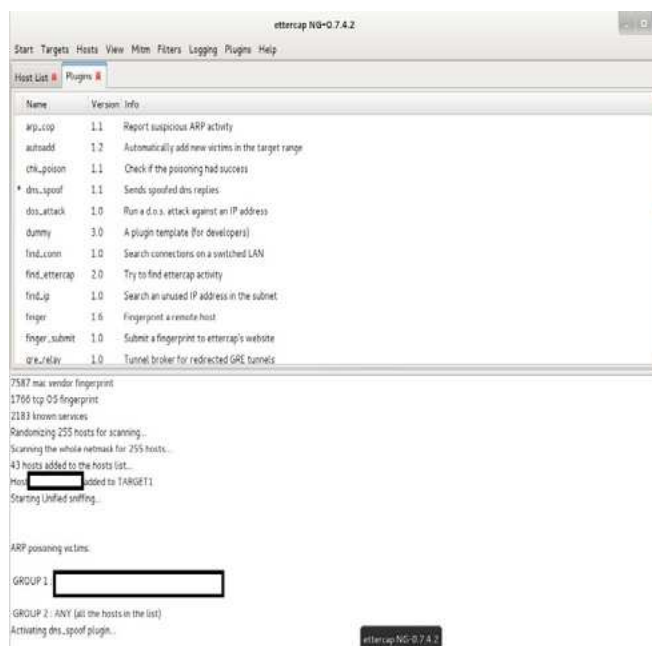 ettercap NG-0.7.4.2
Start Targets Hosts View Mitm Filters Logging Plugins Help
Host List Plugins
Name Version Info
arp_cop 1.1 Report suspicious ARP activity
autoadd 1.2 Automatically add new victims in the target range
chk_poison 1.1 Check if the poisoning had success
* dns_spoof 1.1 Sends spoofed dns replies
dos_attack 1.0 Run a d.o.s. attack against an IP address
dummy 3.0 A plugin template (for developers)
find_conn 1.0 Search connections on a switched LAN
find_ettercap 2.0 Try to find ettercap activity
find_ip 1.0 Search an unused IP address in the subnet
finger 1.6 Fingerprint a remote host
finger_submit 1.0 Submit a fingerprint to ettercap's website
gre_relay 1.0 Tunnel broker for redirected GRE tunnels
7587 mac vendor fingerprint
1766 tcp OS fingerprint
2183 known services
Randomizing 255 hosts for scanning...
Scanning the whole netmask for 255 hosts...
43 hosts added to the hosts list...
Host added to TARGET1
Starting Unified sniffing...
ARP poisoning victims:
GROUP 1 :
GROUP 2 : ANY (all the hosts in the list)
Activating dns_spoof plugin...
ettercap NG-0.7.4.2